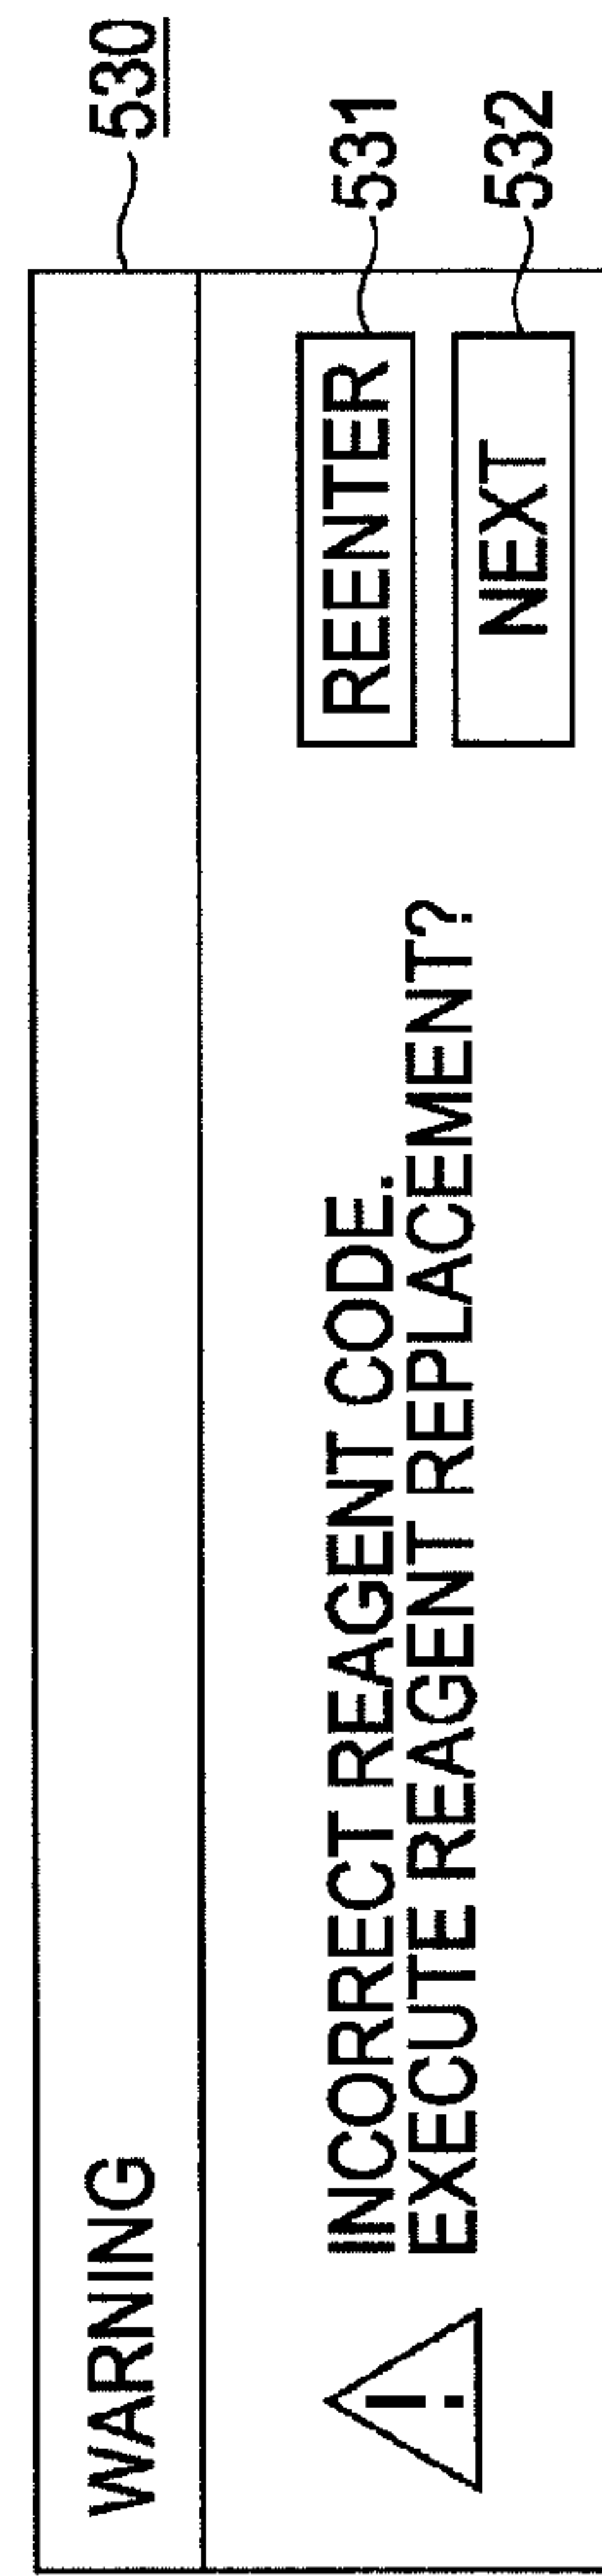 WARNING
530
INCORRECT REAGENT CODE.
EXECUTE REAGENT REPLACEMENT?
!
REENTER
531
NEXT
532